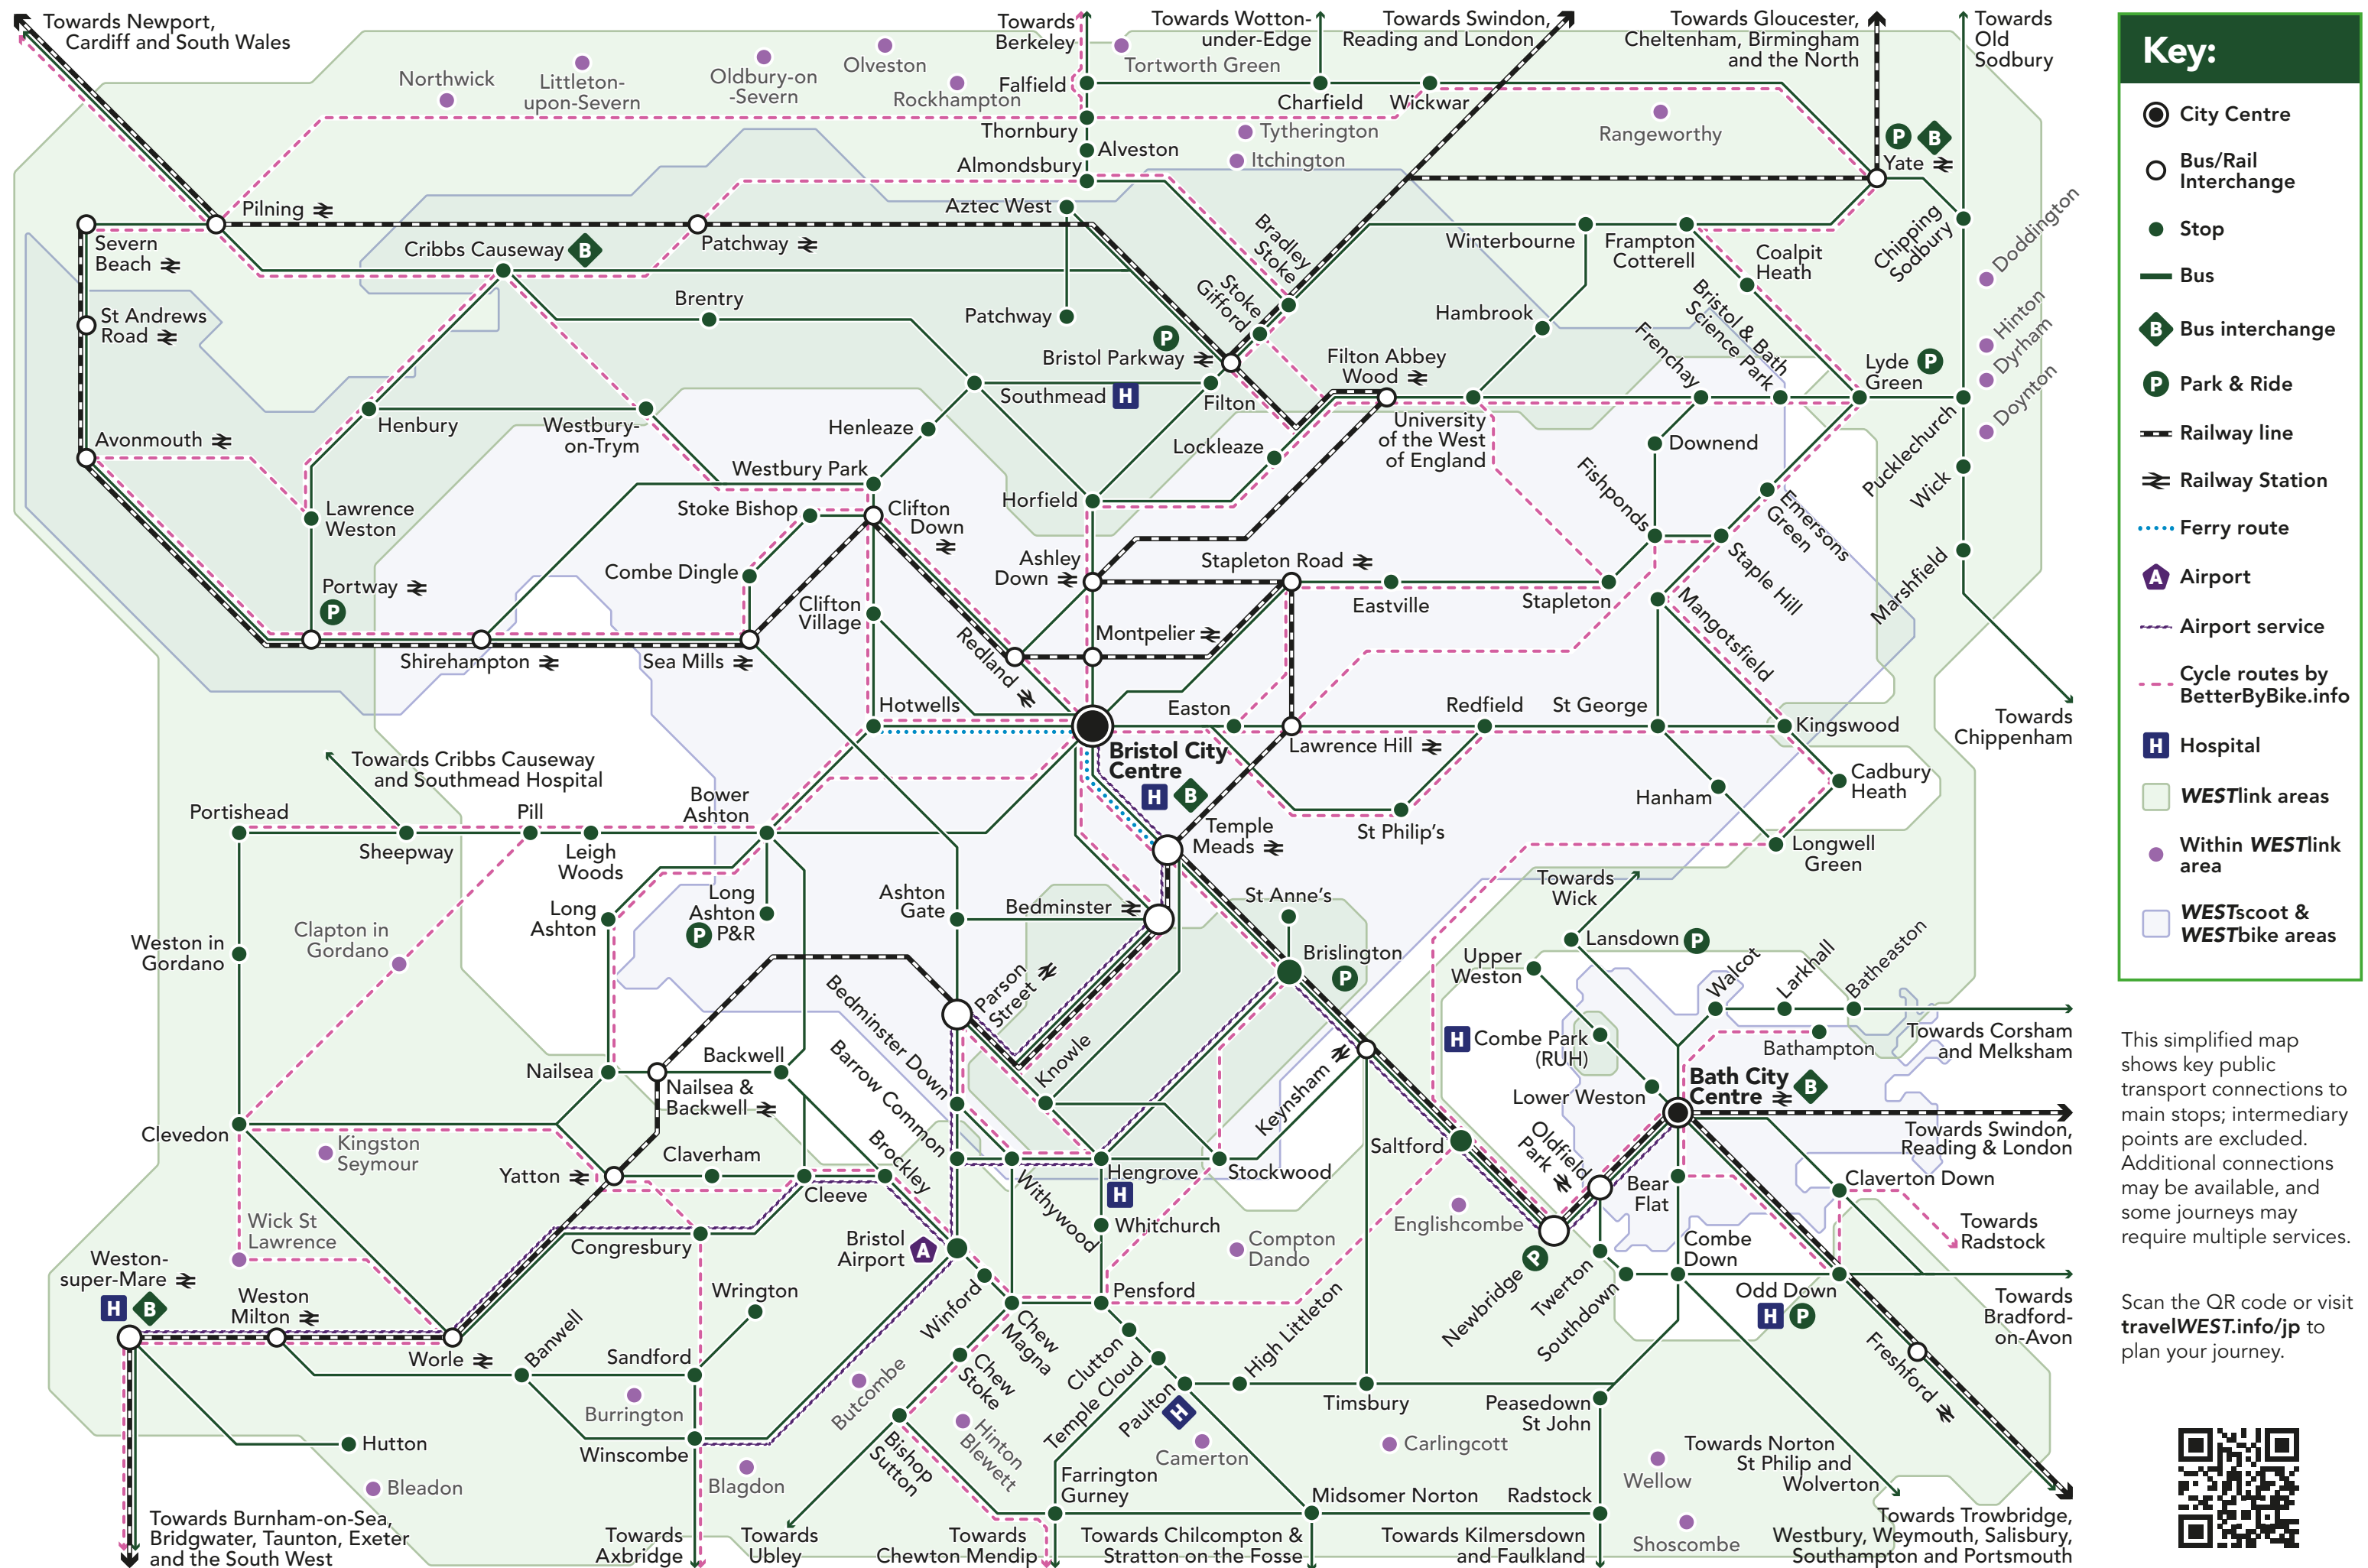 Towards Newport,
Cardiff and South Wales
Northwick
Littleton-
upon-Severn
Oldbury-on
-Severn
Olveston
Rockhampton
Towards
Berkeley
Falfield
Tortworth Green
Towards Wotton-
under-Edge
Charfield
Towards Swindon,
Reading and London
Wickwar
Towards Gloucester,
Cheltenham, Birmingham
and the North
Towards
Old
Sodbury
Thornbury
Alveston
Almondsbury
Tytherington
Itchington
Rangeworthy
P
B
Yate
Chipping
Sodbury
Doddington
Hinton
Dyrham
Doynton
Pilning
Severn
Beach
St Andrews
Road
Avonmouth
Cribbs Causeway
B
Patchway
Aztec West
Patchway
Brentry
Bradley
Stoke
Stoke
Gifford
P
Bristol Parkway
Winterbourne
Frampton
Cotterell
Coalpit
Heath
Hambrook
Bristol & Bath
Science Park
Frenchay
Lyde
Green
P
Filton Abbey
Wood
University
of the West
of England
Southmead
H
Filton
Henbury
Westbury-
on-Trym
Henleaze
Lockleaze
Westbury Park
Horfield
Downend
Pucklechurch
Wick
Marshfield
Fishponds
Emersons
Green
Staple Hill
Lawrence
Weston
Stoke Bishop
Clifton
Down
Combe Dingle
Ashley
Down
Stapleton Road
Eastville
Stapleton
Mangotsfield
Portway
P
Shirehampton
Sea Mills
Clifton
Village
Redland
Montpelier
Hotwells
Easton
Redfield
St George
Kingswood
Lawrence Hill
Bristol City
Centre
H
B
Towards
Chippenham
Towards Cribbs Causeway
and Southmead Hospital
Portishead
Sheepway
Pill
Leigh
Woods
Bower
Ashton
Hanham
Cadbury
Heath
St Philip's
Longwell
Green
Temple
Meads
Long
Ashton
Long
Ashton
P
P&R
Ashton
Gate
Bedminster
St Anne's
Brislington
P
Towards
Wick
Lansdown
P
Upper
Weston
Walcot
Larkhall
Batheaston
Towards Corsham
and Melksham
Weston in
Gordano
Clapton in
Gordano
Parson
Street
Knowle
Bedminster Down
Barrow Common
Keynsham
H
Combe Park
(RUH)
Bathampton
Lower Weston
Bath City
Centre
B
Towards Swindon,
Reading & London
Nailsea
Nailsea &
Backwell
Backwell
Clevedon
Kingston
Seymour
Yatton
Claverham
Cleeve
Brockley
Withywood
Hengrove
H
Stockwood
Whitchurch
Saltford
Oldfield
Park
Englishcombe
Bear
Flat
Claverton Down
Towards
Radstock
Wick St
Lawrence
Congresbury
Bristol
Airport
A
Compton
Dando
Newbridge
P
Twerton
Southdown
Combe
Down
Odd Down
H
P
Towards
Bradford-
on-Avon
Weston-
super-Mare
H
B
Weston
Milton
Worle
Banwell
Wrington
Sandford
Winford
Chew
Magna
Pensford
Clutton
Temple Cloud
Paulton
H
High Littleton
Timsbury
Freshford
Hutton
Bleadon
Burrington
Winscombe
Butcombe
Blagdon
Chew
Stoke
Bishop
Sutton
Hinton
Blewett
Camerton
Carlingcott
Peasedown
St John
Wellow
Shoscombe
Towards Norton
St Philip and
Wolverton
Farrington
Gurney
Midsomer Norton
Radstock
Towards Burnham-on-Sea,
Bridgwater, Taunton, Exeter
and the South West
Towards
Axbridge
Towards
Ubley
Towards
Chewton Mendip
Towards Chilcompton &
Stratton on the Fosse
Towards Kilmersdown
and Faulkland
Towards Trowbridge,
Westbury, Weymouth, Salisbury,
Southampton and Portsmouth
Key:
City Centre
Bus/Rail
Interchange
Stop
Bus
B
Bus interchange
P
Park & Ride
Railway line
Railway Station
Ferry route
A
Airport
Airport service
Cycle routes by
BetterByBike.info
H
Hospital
WESTlink areas
Within WESTlink
area
WESTscoot &
WESTbike areas
This simplified map
shows key public
transport connections to
main stops; intermediary
points are excluded.
Additional connections
may be available, and
some journeys may
require multiple services.
Scan the QR code or visit
travelWEST.info/jp to
plan your journey.